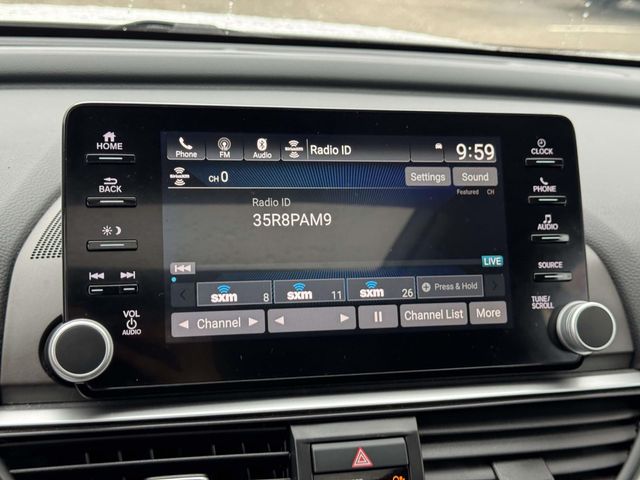 HOME
BACK
VOL
AUDIO
Phone FM Audio SiriusXM Radio ID 9:59
SiriusXM CH 0 Settings Sound
Featured CH
Radio ID
35R8PAM9
LIVE
sxm 8 sxm 11 sxm 26 + Press & Hold
Channel Channel List More
CLOCK
PHONE
AUDIO
SOURCE
TUNE/
SCROLL